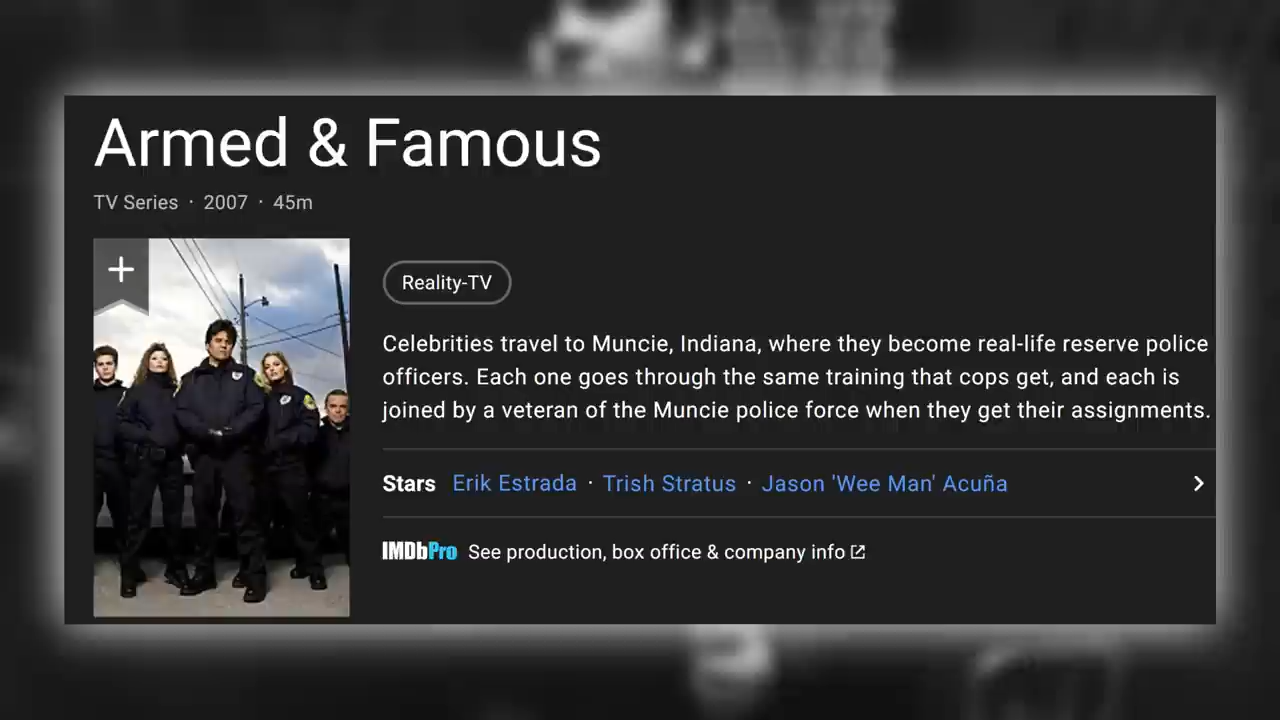 Armed & Famous
TV Series · 2007 · 45m
Reality-TV
Celebrities travel to Muncie, Indiana, where they become real-life reserve police
officers. Each one goes through the same training that cops get, and each is
joined by a veteran of the Muncie police force when they get their assignments.
Stars Erik Estrada · Trish Stratus · Jason 'Wee Man' Acuña
IMDbPro See production, box office & company info